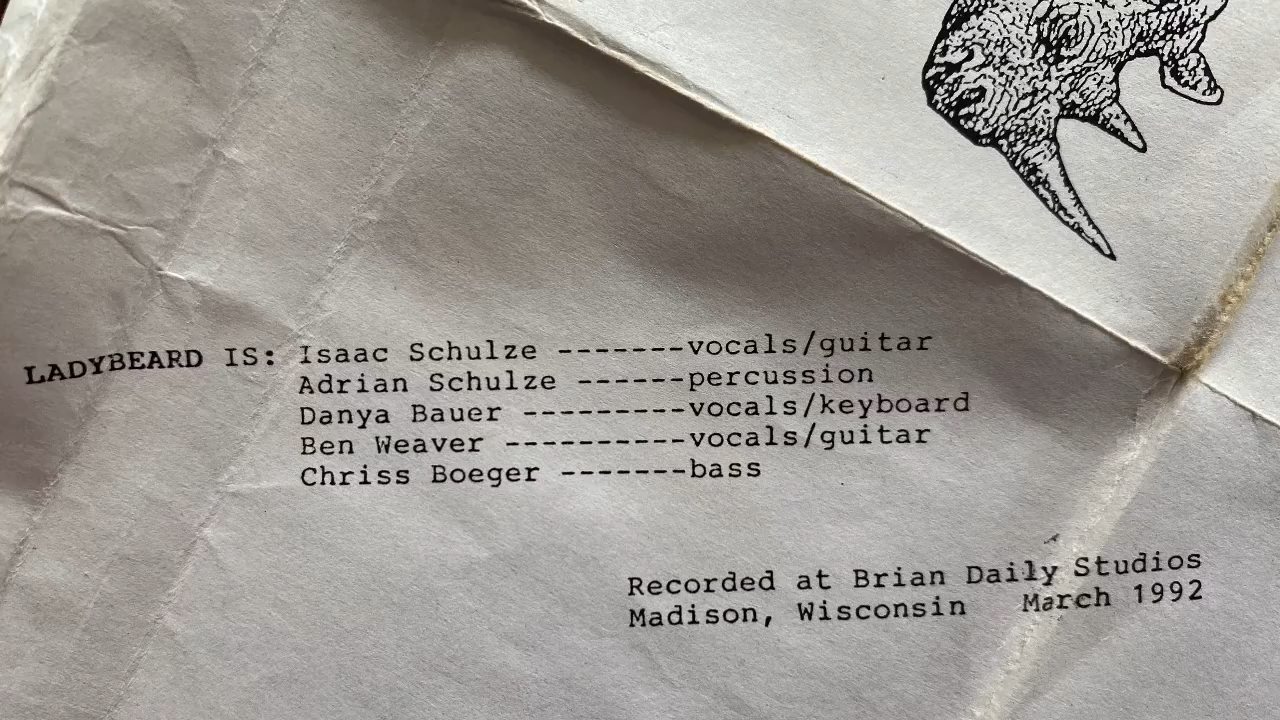 LADYBEARD IS: Isaac Schulze -------vocals/guitar
Adrian Schulze ------percussion
Danya Bauer ---------vocals/keyboard
Ben Weaver ----------vocals/guitar
Chriss Boeger -------bass
Recorded at Brian Daily Studios
Madison, Wisconsin March 1992